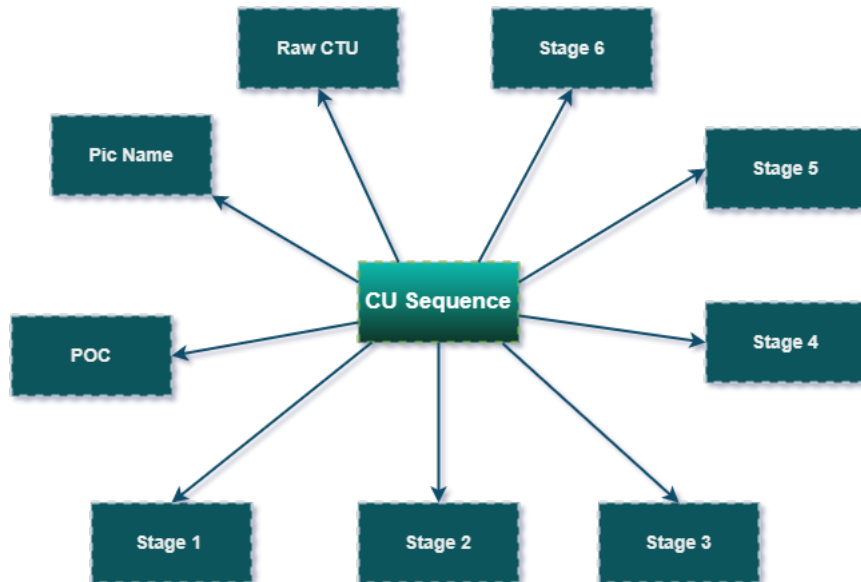 Raw CTU
Stage 6
Pic Name
Stage 5
CU Sequence
POC
Stage 4
Stage 1
Stage 2
Stage 3